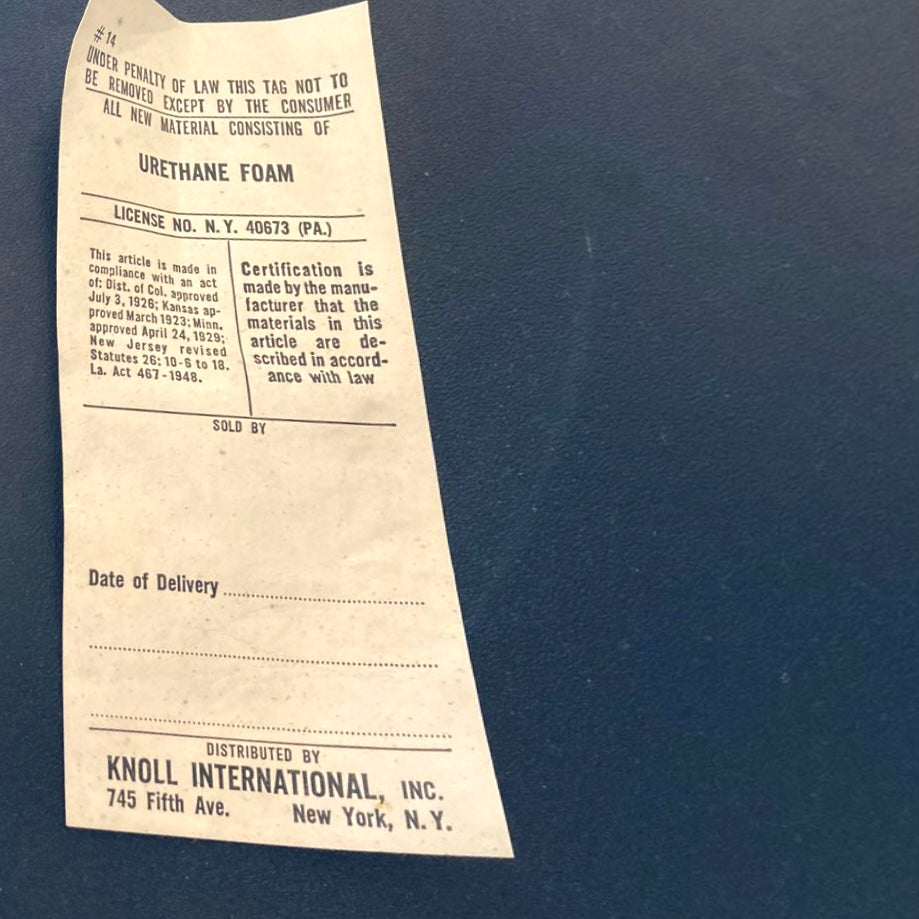 #14
UNDER PENALTY OF LAW THIS TAG NOT TO
BE REMOVED EXCEPT BY THE CONSUMER
ALL NEW MATERIAL CONSISTING OF
URETHANE FOAM
LICENSE NO. N.Y. 40673 (PA.)
This article is made in
compliance with an act
of: Dist. of Col. approved
July 3, 1926; Kansas ap-
proved March 1923; Minn.
approved April 24, 1929;
New Jersey revised
Statutes 26: 10-6 to 18.
La. Act 467-1948.
Certification is
made by the manu-
facturer that the
materials in this
article are de-
scribed in accord-
ance with law
SOLD BY
Date of Delivery
DISTRIBUTED BY
KNOLL INTERNATIONAL, INC.
745 Fifth Ave. New York, N.Y.